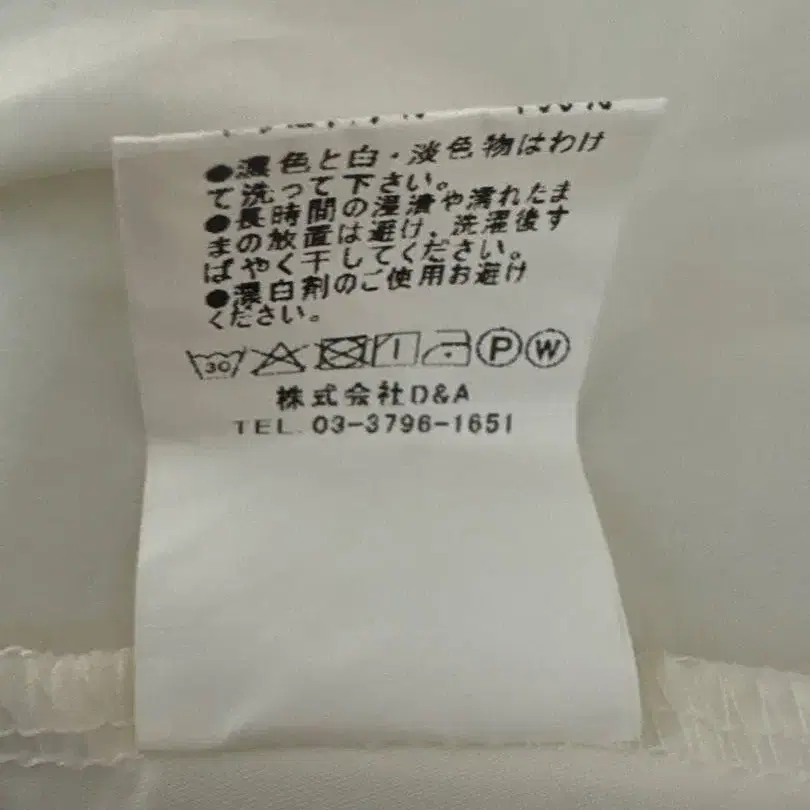 ●濃色と白・淡色物はわけ
て洗って下さい。
●長時間の浸漬や濡れたま
まの放置は避け、洗濯後す
ばやく干してください。
●漂白剤のご使用お避け
ください。
30 P W
株式会社D&A
TEL. 03-3796-1651